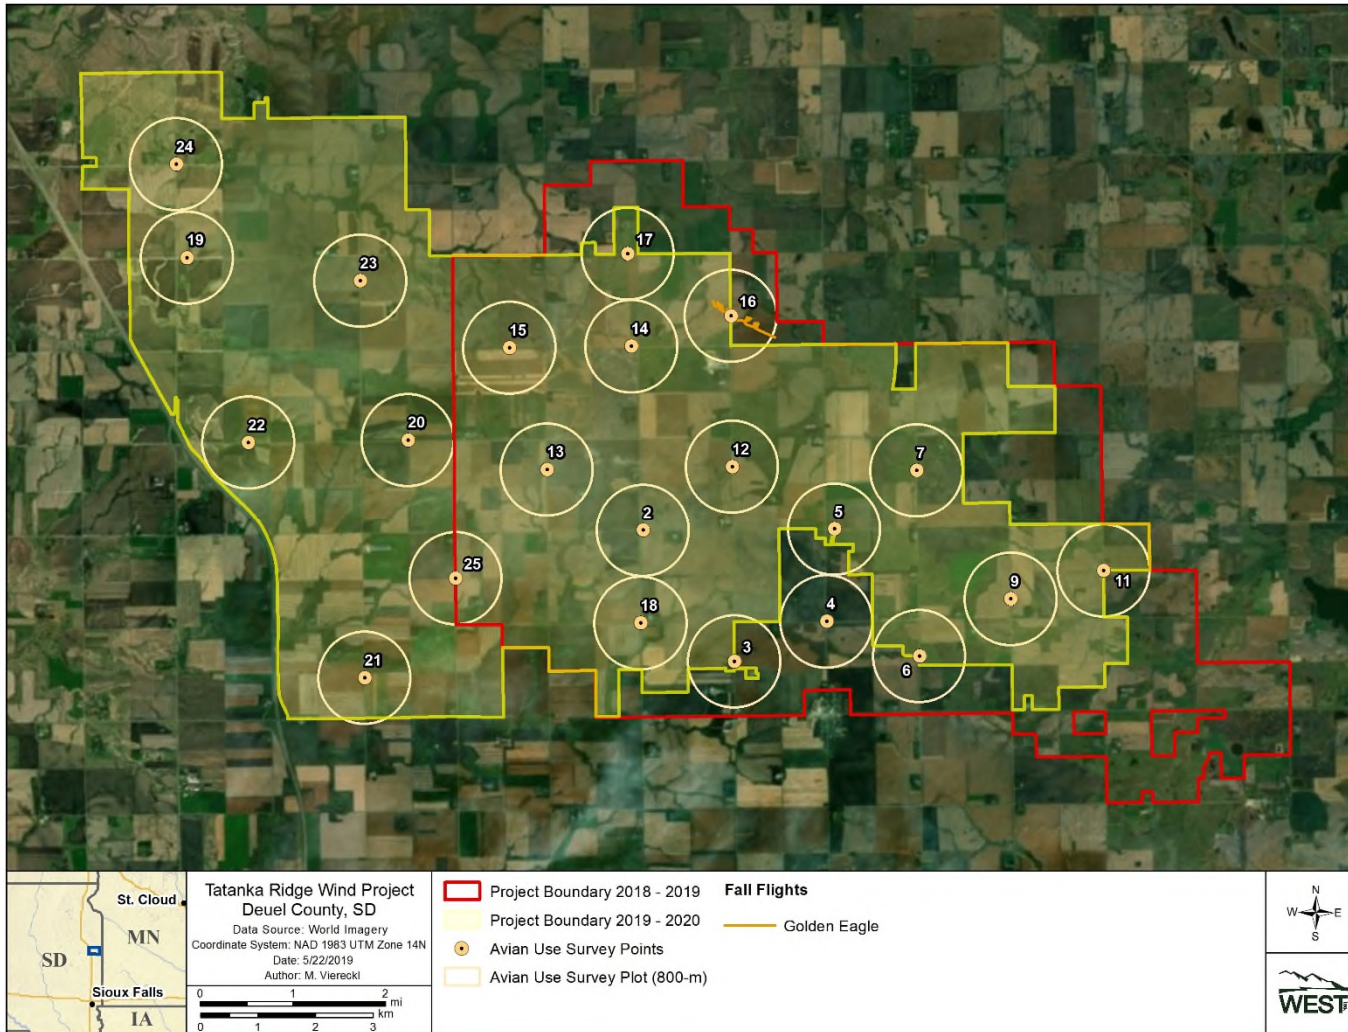 24
19
23
17
16
15
14
22
20
13
12
7
2
5
25
9
11
18
4
3
6
21
St. Cloud
MN
SD
Sioux Falls
IA
Tatanka Ridge Wind Project
Deuel County, SD
Data Source: World Imagery
Coordinate System: NAD 1983 UTM Zone 14N
Date: 5/22/2019
Author: M. Viereckl
0 1 2
mi
km
0 1 2 3
Project Boundary 2018 - 2019
Project Boundary 2019 - 2020
Avian Use Survey Points
Avian Use Survey Plot (800-m)
Fall Flights
Golden Eagle
N
W E
S
WEST